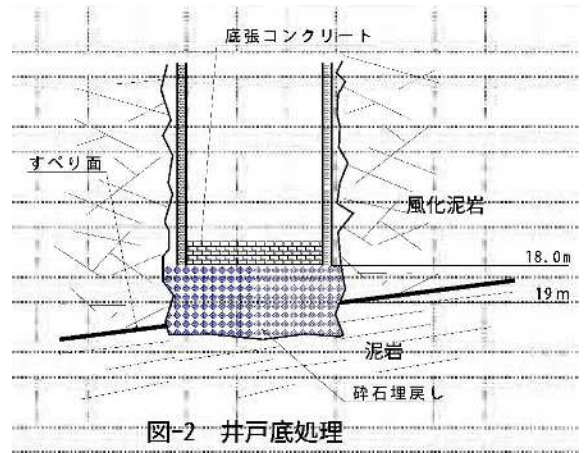 底張コンクリート
すべり面
風化泥岩
18.0m
19m
泥岩
砕石埋戻し
図-2 井戸底処理